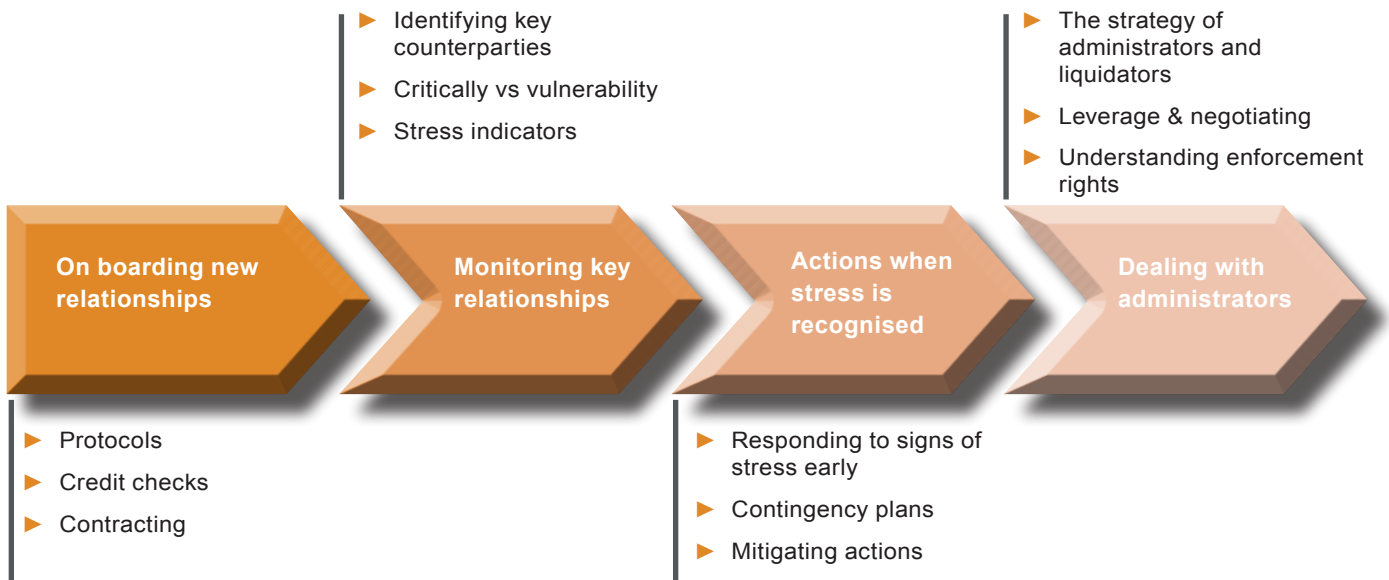 Identifying key
counterparties
Critically vs vulnerability
Stress indicators
The strategy of
administrators and
liquidators
Leverage & negotiating
Understanding enforcement
rights
On boarding new
relationships
Monitoring key
relationships
Actions when
stress is
recognised
Dealing with
administrators
Protocols
Credit checks
Contracting
Responding to signs of
stress early
Contingency plans
Mitigating actions